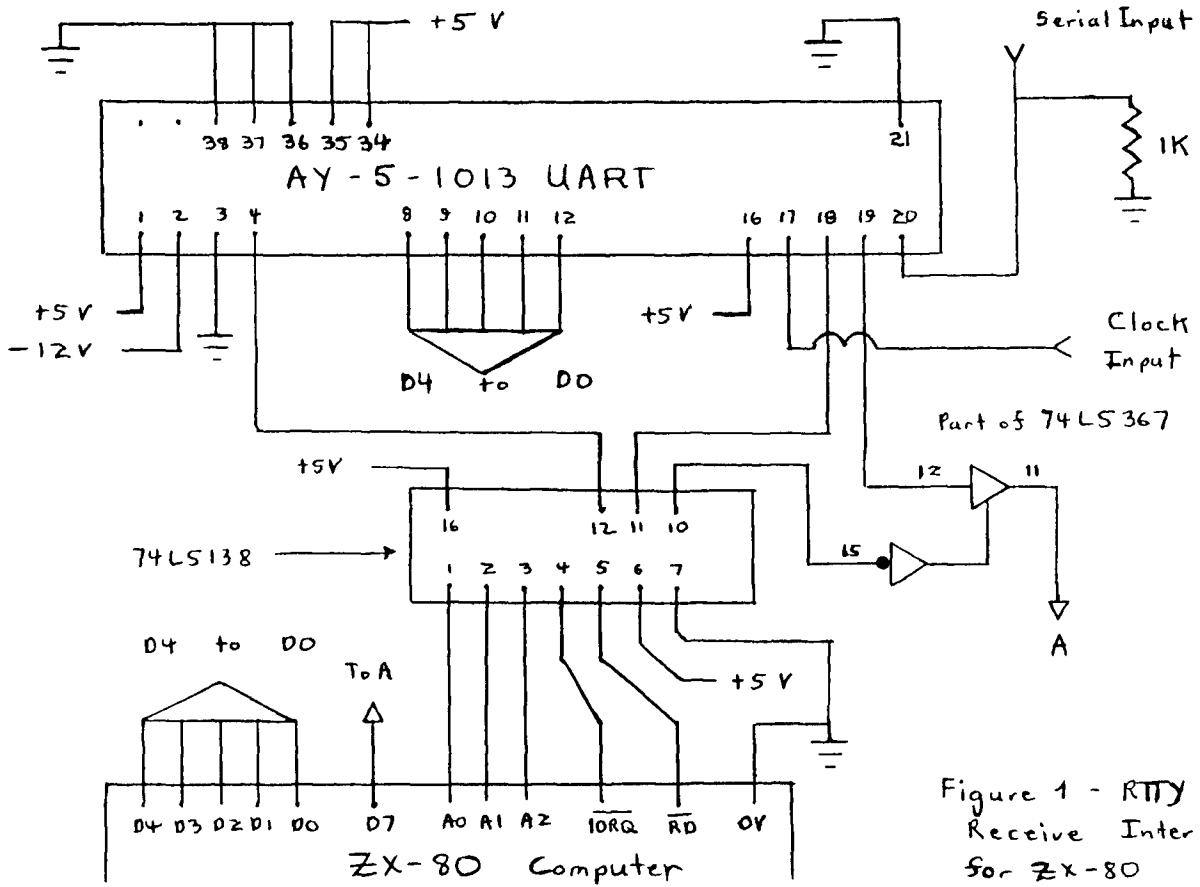 +5 V
Serial Input
. . 38 37 36 35 34 21
1K
AY-5-1013 UART
1 2 3 4 8 9 10 11 12 16 17 18 19 20
+5 V
-12 V
+5 V
Clock
Input
D4 to D0
Part of 74LS367
+5V
12 11
16 12 11 10
74LS138
15
1 2 3 4 5 6 7
A
D4 to D0
To A
+5 V
D4 D3 D2 D1 D0 D7 A0 A1 A2 IORQ RD 0V
ZX-80 Computer
Figure 1 - RTTY
Receive Inter
for ZX-80